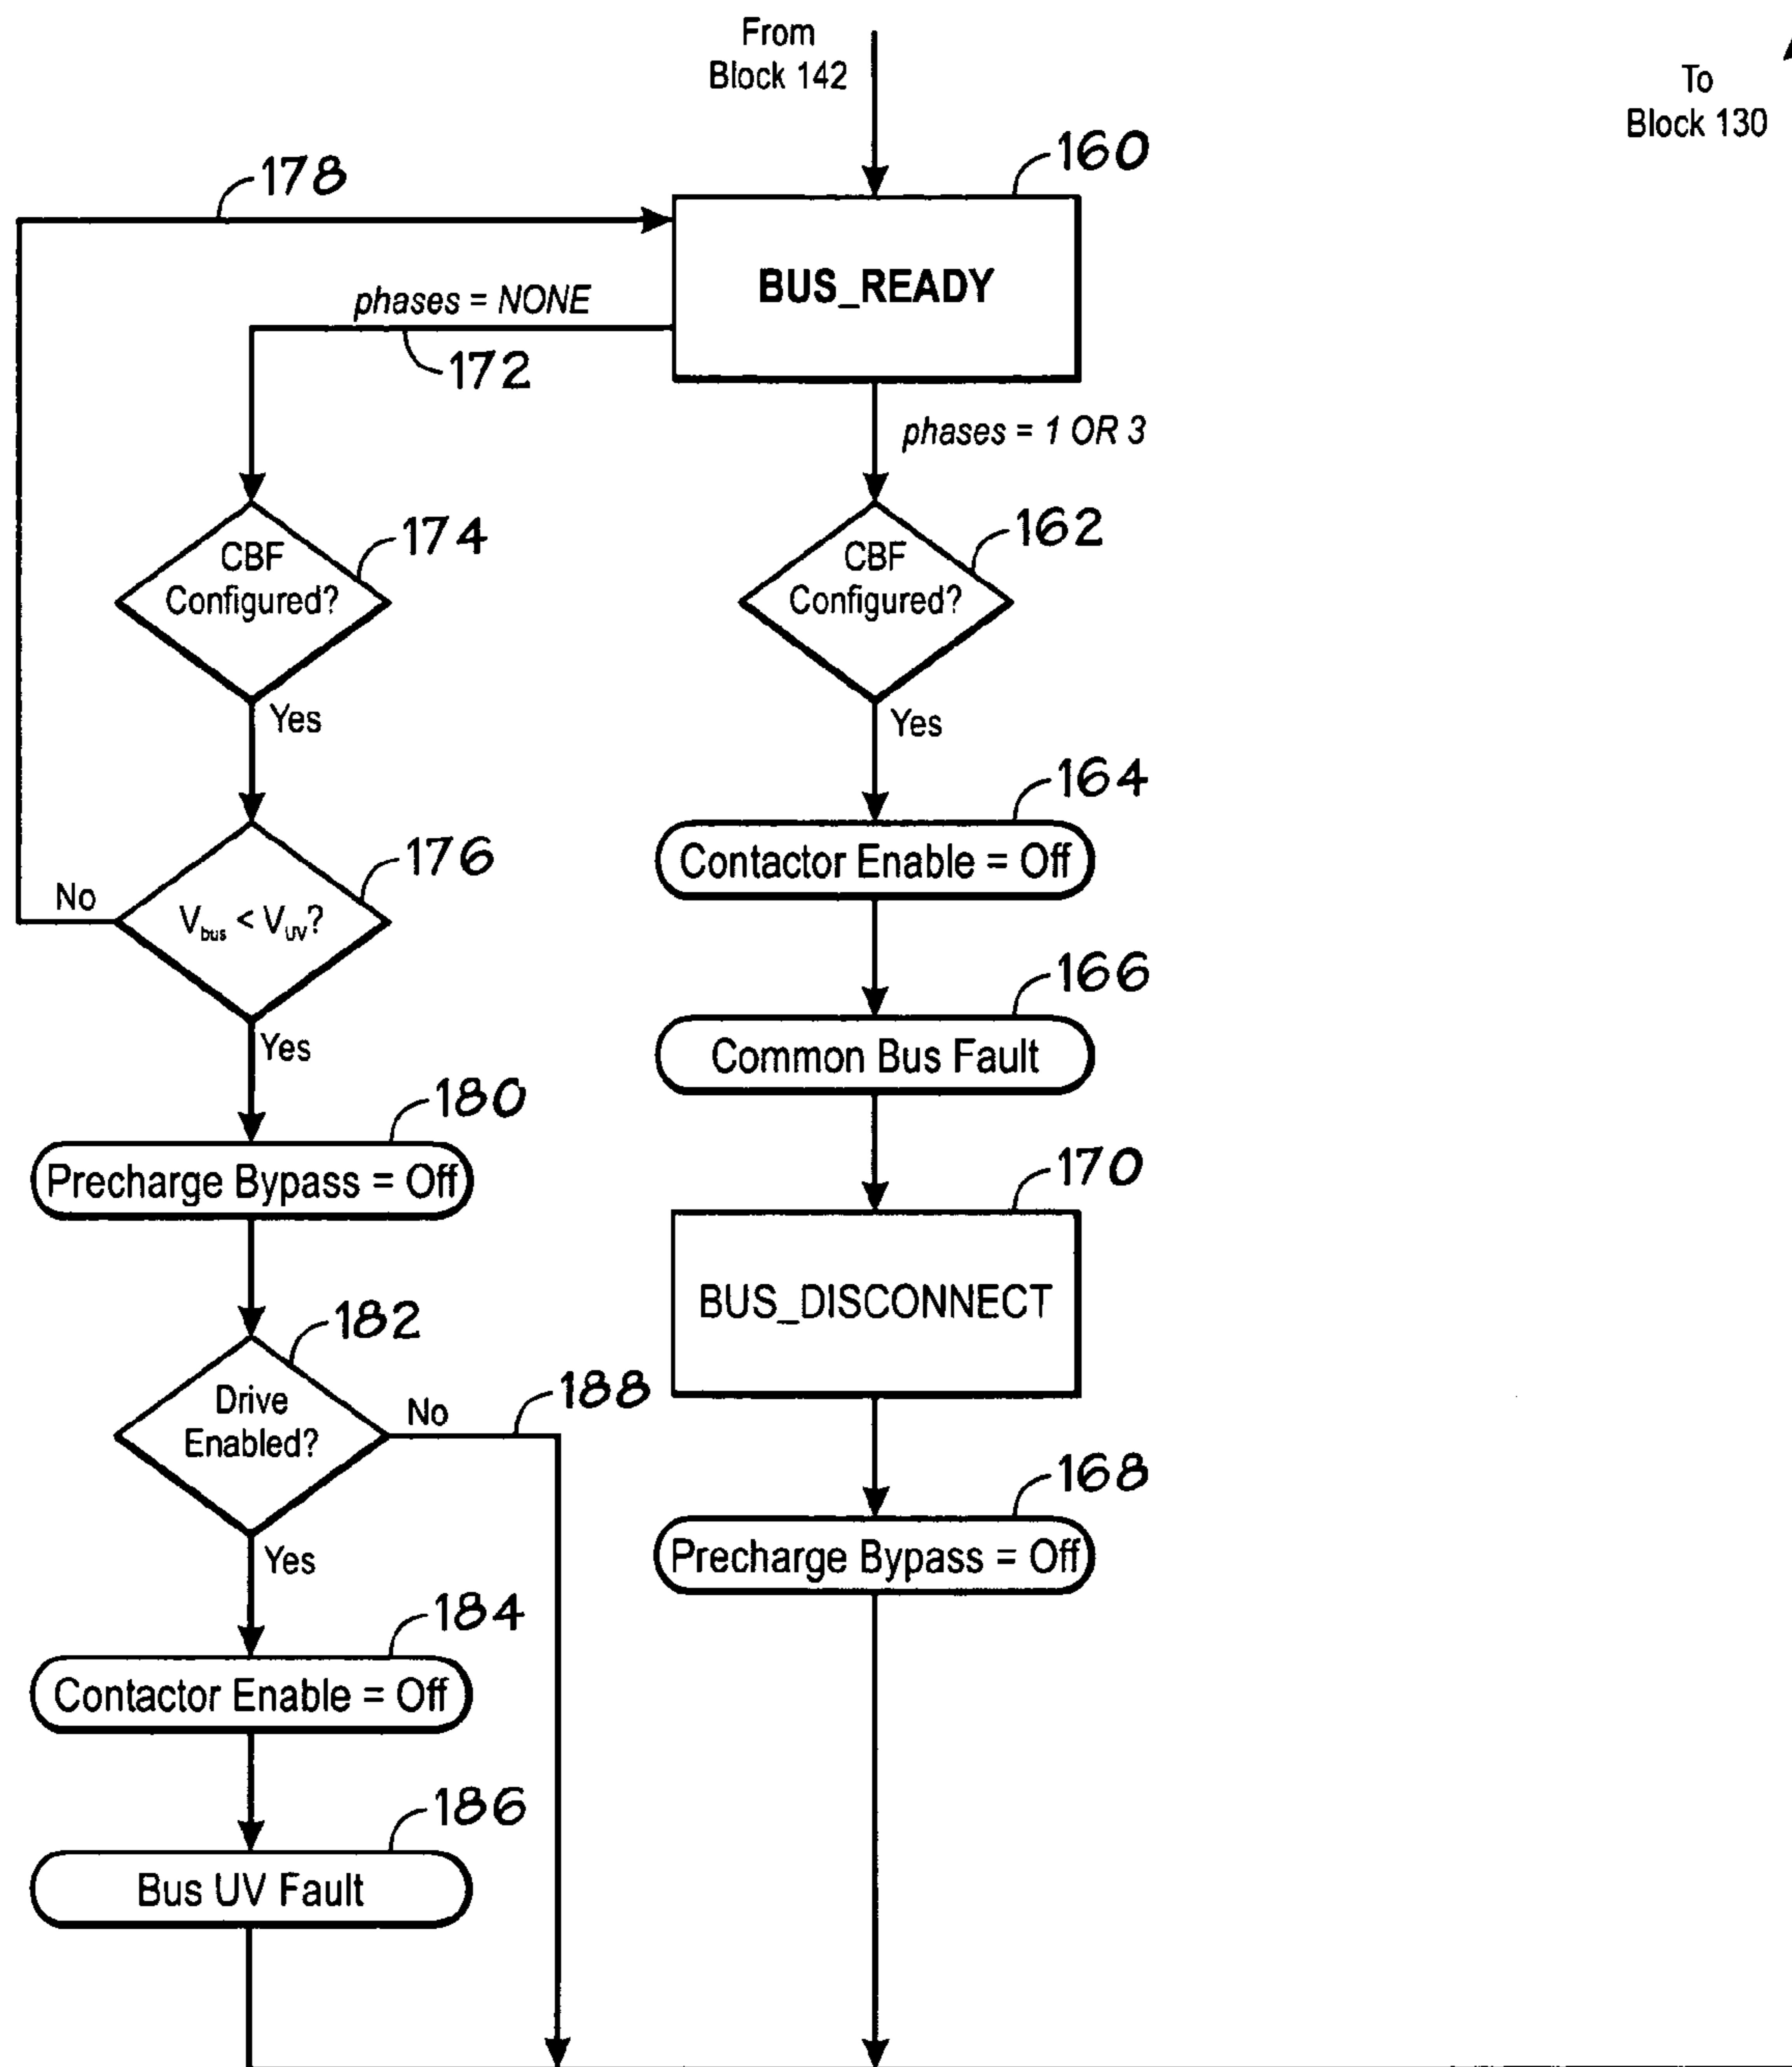 From
Block 142
To
Block 130
160
178
BUS_READY
phases = NONE
172
phases = 1 OR 3
174
CBF
Configured?
162
CBF
Configured?
Yes
Yes
164
Contactor Enable = Off
176
No
Vbus < VUV?
166
Common Bus Fault
Yes
180
Precharge Bypass = Off
170
BUS_DISCONNECT
182
188
Drive
Enabled?
No
168
Precharge Bypass = Off
Yes
184
Contactor Enable = Off
186
Bus UV Fault